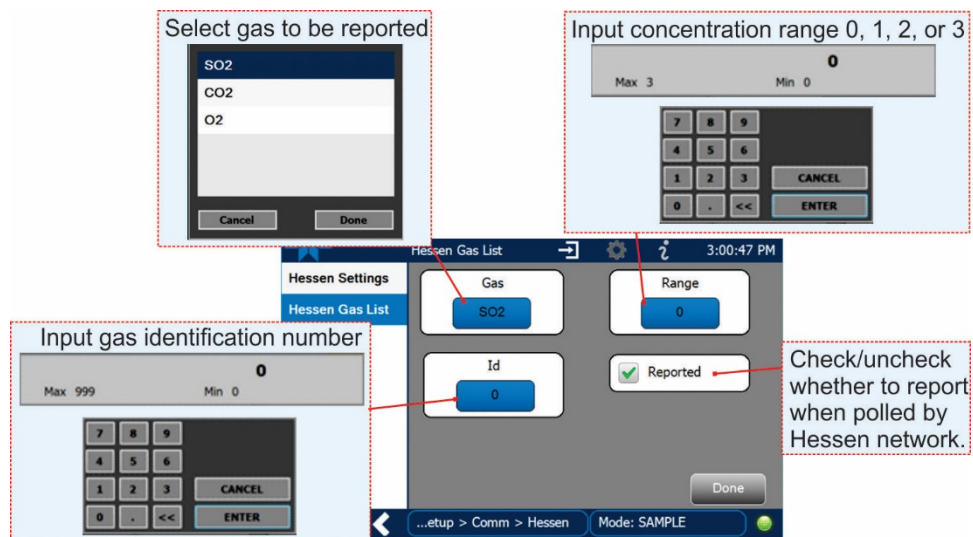 Select gas to be reported
SO2
CO2
O2
Cancel
Done
Input concentration range 0, 1, 2, or 3
0
Max 3
Min 0
7 8 9
4 5 6
1 2 3 CANCEL
0 . << ENTER
Hessen Gas List
3:00:47 PM
Hessen Settings
Hessen Gas List
Gas
SO2
Range
0
Input gas identification number
0
Max 999
Min 0
7 8 9
4 5 6
1 2 3 CANCEL
0 . << ENTER
Id
0
Reported
Check/uncheck
whether to report
when polled by
Hessen network.
Done
...etup > Comm > Hessen
Mode: SAMPLE